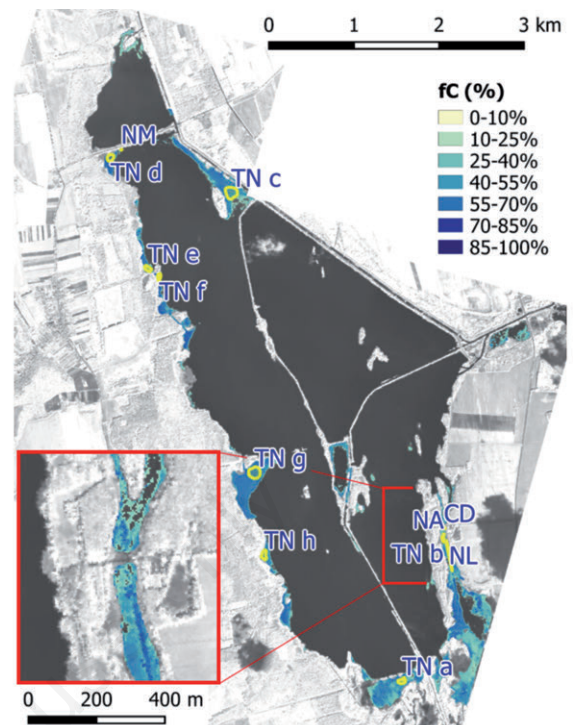 0 1 2 3 km
fC (%)
0-10%
10-25%
25-40%
40-55%
55-70%
70-85%
85-100%
NM
TN d
TN c
TN e
TN f
TN g
NA CD
TN b NL
TN h
TN a
0 200 400 m